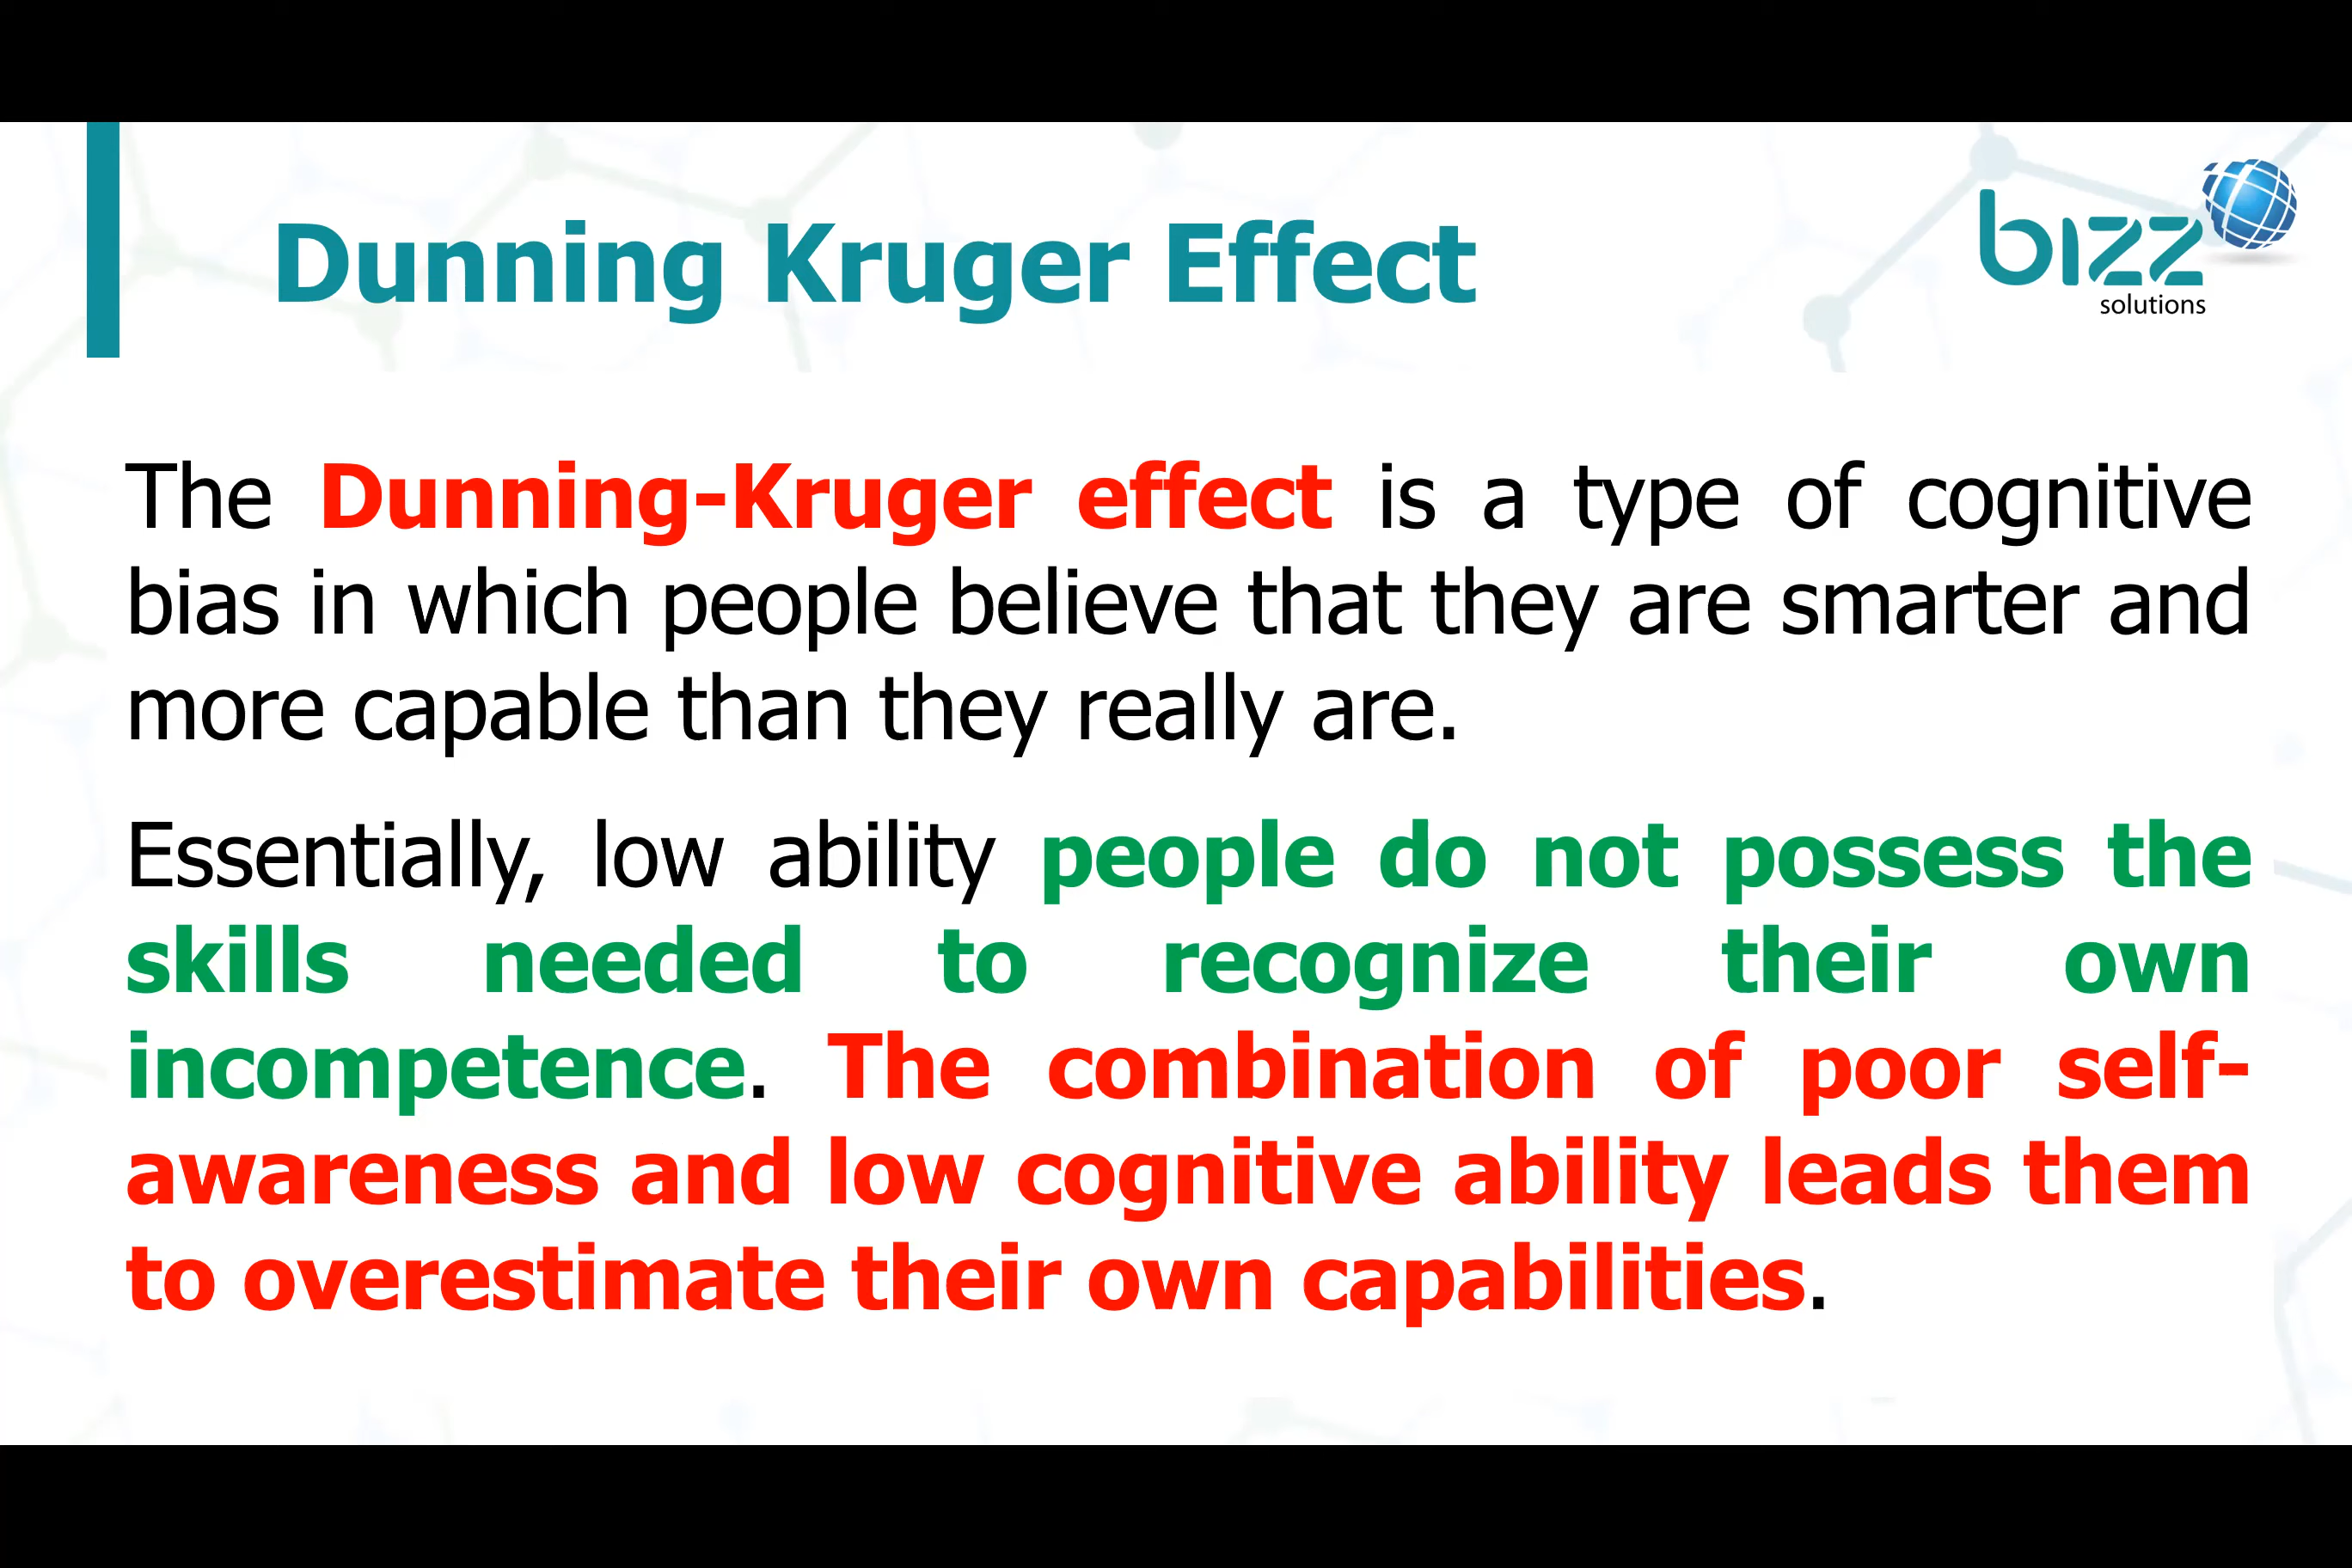 Dunning Kruger Effect
bizz
solutions
The Dunning-Kruger effect is a type of cognitive
bias in which people believe that they are smarter and
more capable than they really are.
Essentially, low ability people do not possess the
skills needed to recognize their own
incompetence. The combination of poor self-
awareness and low cognitive ability leads them
to overestimate their own capabilities.